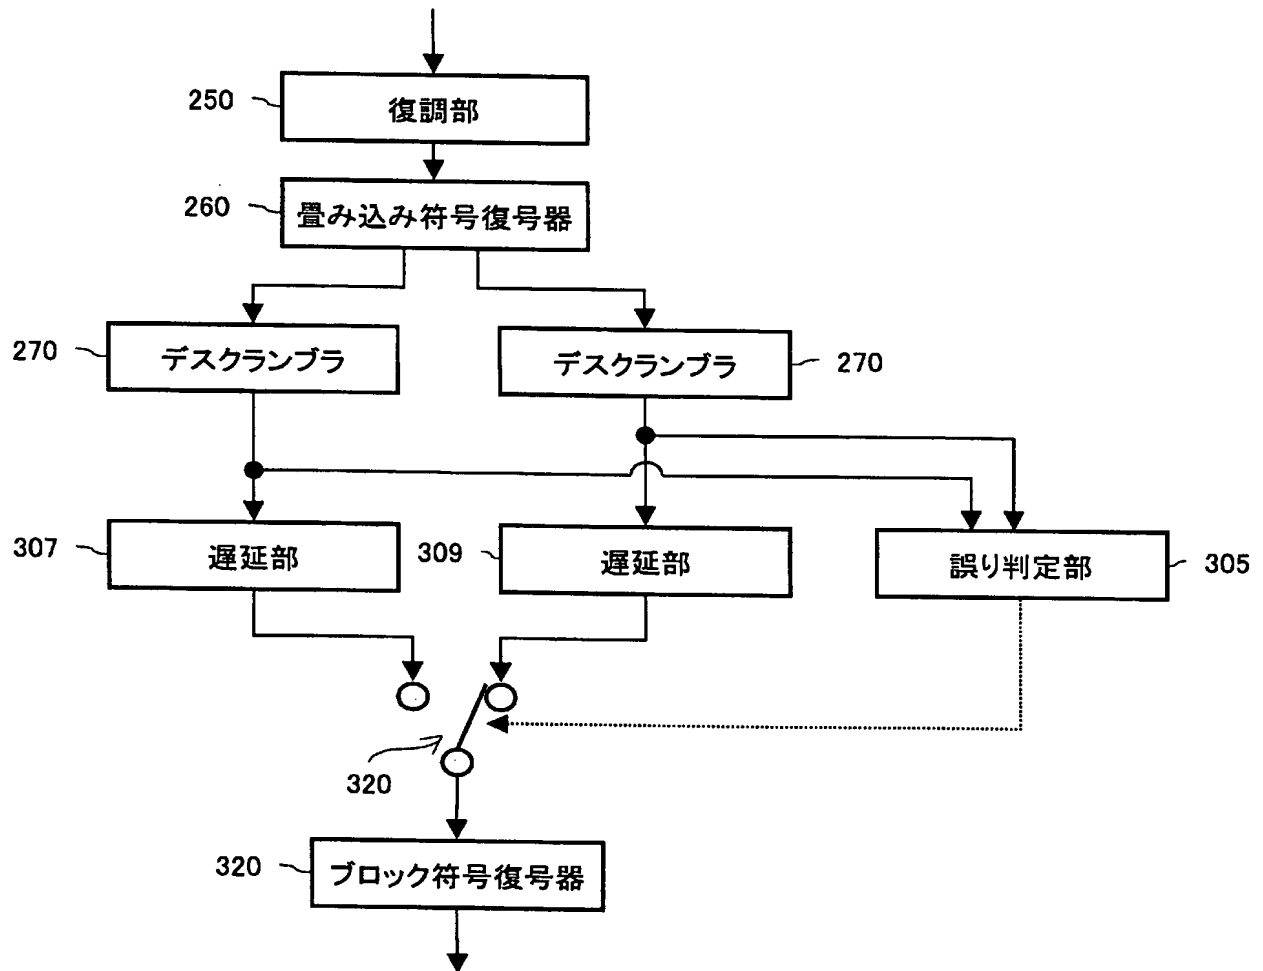 250
復調部
260
畳み込み符号復号器
270
デスクランブラ
デスクランブラ
270
307
遅延部
309
遅延部
誤り判定部
305
320
320
ブロック符号復号器